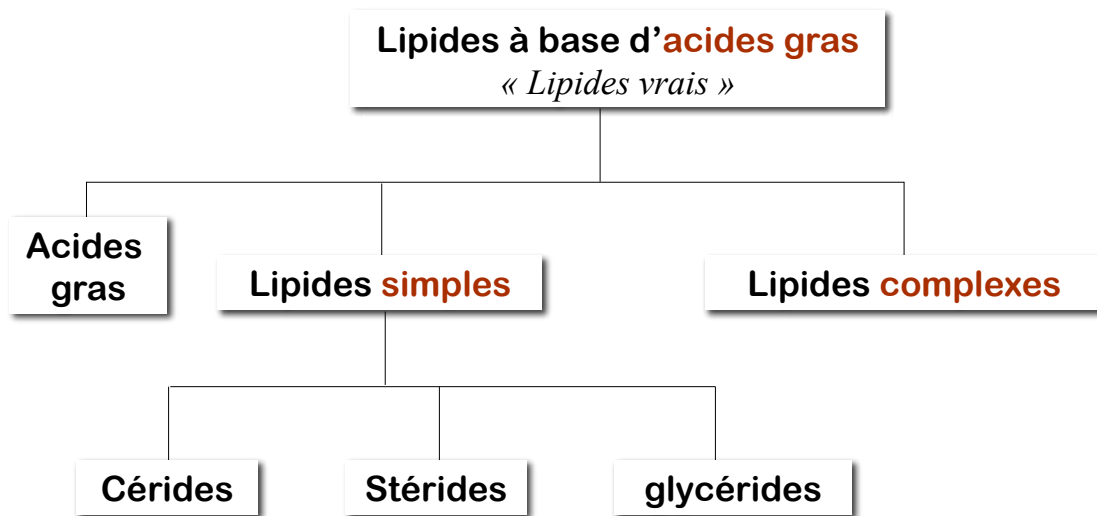 Lipides à base d’acides gras
« Lipides vrais »
Acides
gras
Lipides simples
Lipides complexes
Cérides
Stérides
glycérides